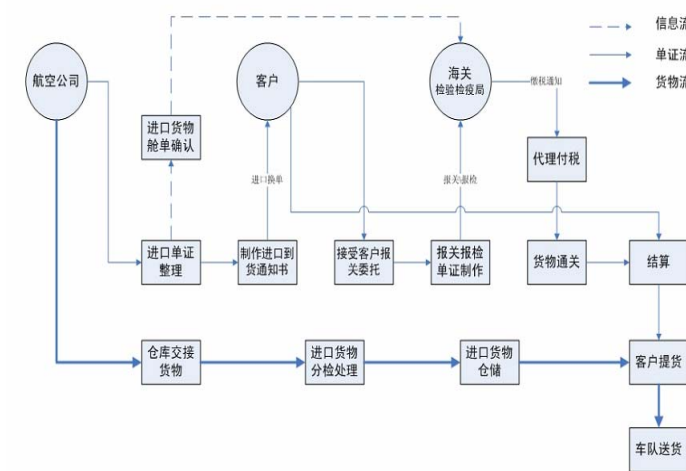 信息流
单证流
货物流
航空公司
客户
海关
检验检疫局
缴税通知
进口货物
舱单确认
代理付税
进口换单
报关\报检
进口单证
整理
制作进口到
货通知书
接受客户报
关委托
报关报检
单证制作
货物通关
结算
仓库交接
货物
进口货物
分检处理
进口货物
仓储
客户提货
车队送货